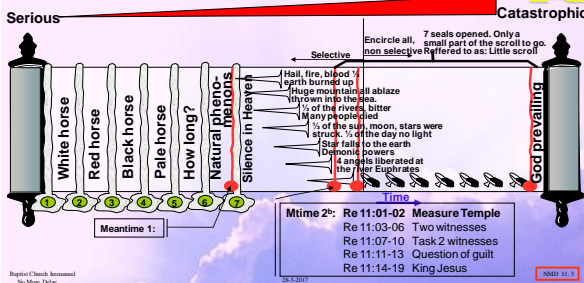 Serious
Catastrophic
7 seals opened. Only a
small part of the scroll to go.
Reffered to as: Little scroll
Encircle all,
non selective
Selective
Hail, fire, blood ⅓
earth burned up
Huge mountain all ablaze
thrown into the sea.
⅓ of the rivers, bitter
Many people died
⅓ of the sun, moon, stars were
struck. ⅓ of the day no light
Star falls to the earth
Demonic powers
4 angels liberated at
the river Euphrates
White horse
Red horse
Black horse
Pale horse
How long?
Natural pheno-
menons
Silence in Heaven
God prevailing
1
2
3
4
5
6
7
Time
Meantime 1:
Mtime 2ᵇ: Re 11:01-02 Measure Temple
Re 11:03-06 Two witnesses
Re 11:07-10 Task 2 witnesses
Re 11:11-13 Question of guilt
Re 11:14-19 King Jesus
Baptist Church Immanuel
No More Delay
28-3-2017
NMD 11: 3